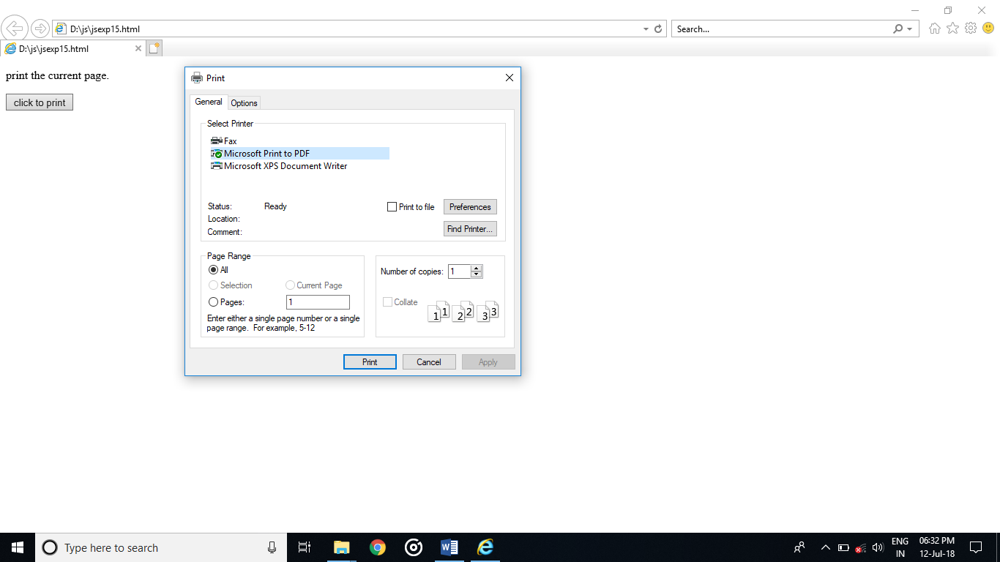 D:\js\jsexp15.html
Search...
D:\js\jsexp15.html
print the current page.
click to print
Print
General
Options
Select Printer
Fax
Microsoft Print to PDF
Microsoft XPS Document Writer
Status: Ready
Print to file
Preferences
Location:
Comment:
Find Printer...
Page Range
All
Selection
Current Page
Pages: 1
Enter either a single page number or a single
page range. For example, 5-12
Number of copies: 1
Collate
1 1 2 2 3 3
Print
Cancel
Apply
Type here to search
ENG
IN
06:32 PM
12-Jul-18